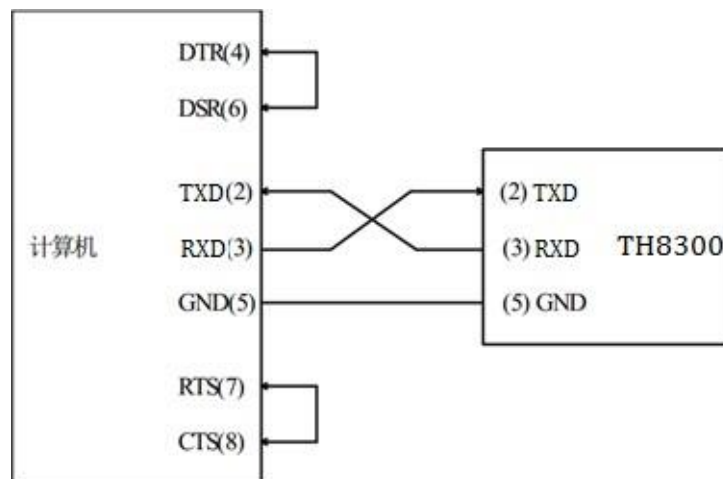 DTR(4)
DSR(6)
TXD(2)
(2) TXD
计算机
RXD(3)
(3) RXD
TH8300
GND(5)
(5) GND
RTS(7)
CTS(8)